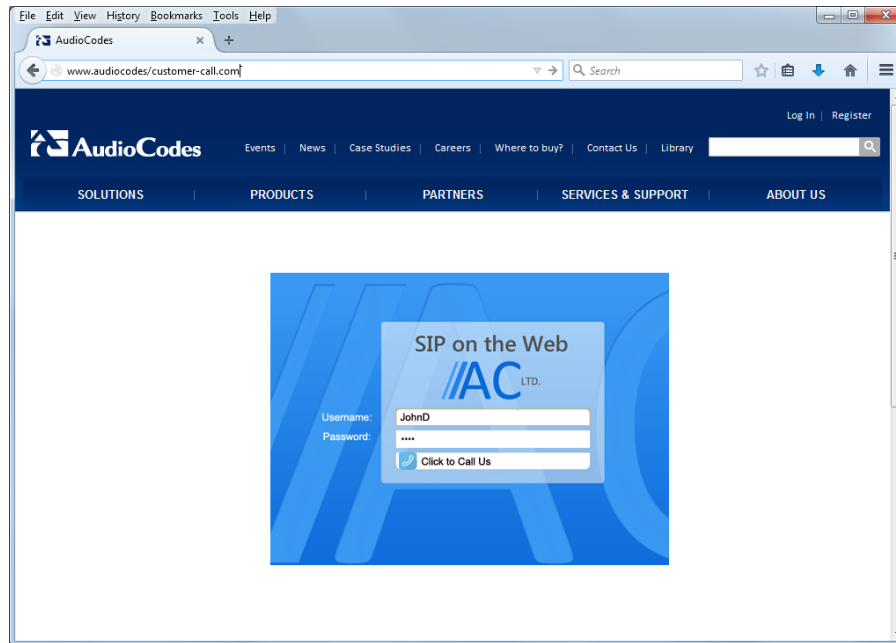 File Edit View History Bookmarks Tools Help
AudioCodes
www.audiocodes/customer-call.com
Search
Log In | Register
AudioCodes
Events | News | Case Studies | Careers | Where to buy? | Contact Us | Library
SOLUTIONS | PRODUCTS | PARTNERS | SERVICES & SUPPORT | ABOUT US
SIP on the Web
AC LTD.
Username: JohnD
Password: ••••
Click to Call Us